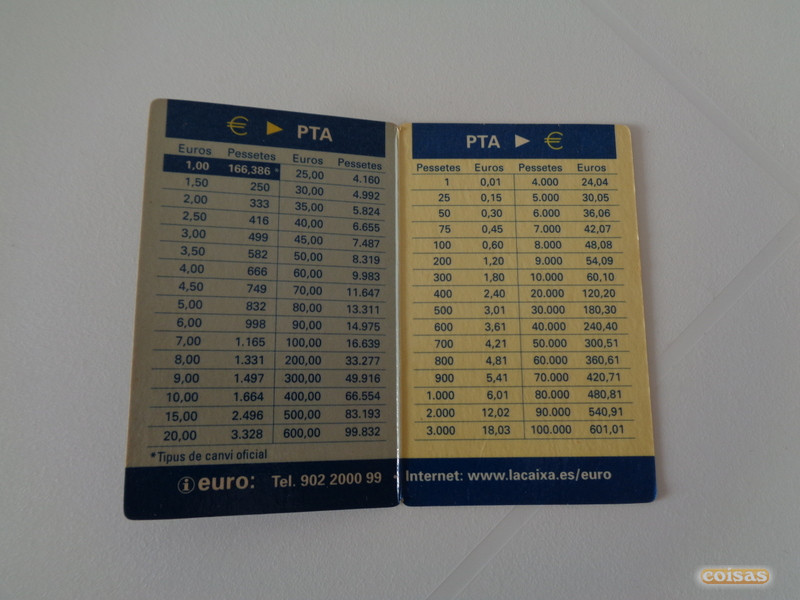 € ▶ PTA
Euros Pessetes Euros Pessetes
1,00 166,386 * 25,00 4.160
1,50 250 30,00 4.992
2,00 333 35,00 5.824
2,50 416 40,00 6.655
3,00 499 45,00 7.487
3,50 582 50,00 8.319
4,00 666 60,00 9.983
4,50 749 70,00 11.647
5,00 832 80,00 13.311
6,00 998 90,00 14.975
7,00 1.165 100,00 16.639
8,00 1.331 200,00 33.277
9,00 1.497 300,00 49.916
10,00 1.664 400,00 66.554
15,00 2.496 500,00 83.193
20,00 3.328 600,00 99.832
* Tipus de canvi oficial
i euro: Tel. 902 2000 99
PTA ▶ €
Pessetes Euros Pessetes Euros
1 0,01 4.000 24,04
25 0,15 5.000 30,05
50 0,30 6.000 36,06
75 0,45 7.000 42,07
100 0,60 8.000 48,08
200 1,20 9.000 54,09
300 1,80 10.000 60,10
400 2,40 20.000 120,20
500 3,01 30.000 180,30
600 3,61 40.000 240,40
700 4,21 50.000 300,51
800 4,81 60.000 360,61
900 5,41 70.000 420,71
1.000 6,01 80.000 480,81
2.000 12,02 90.000 540,91
3.000 18,03 100.000 601,01
Internet: www.lacaixa.es/euro
coisas